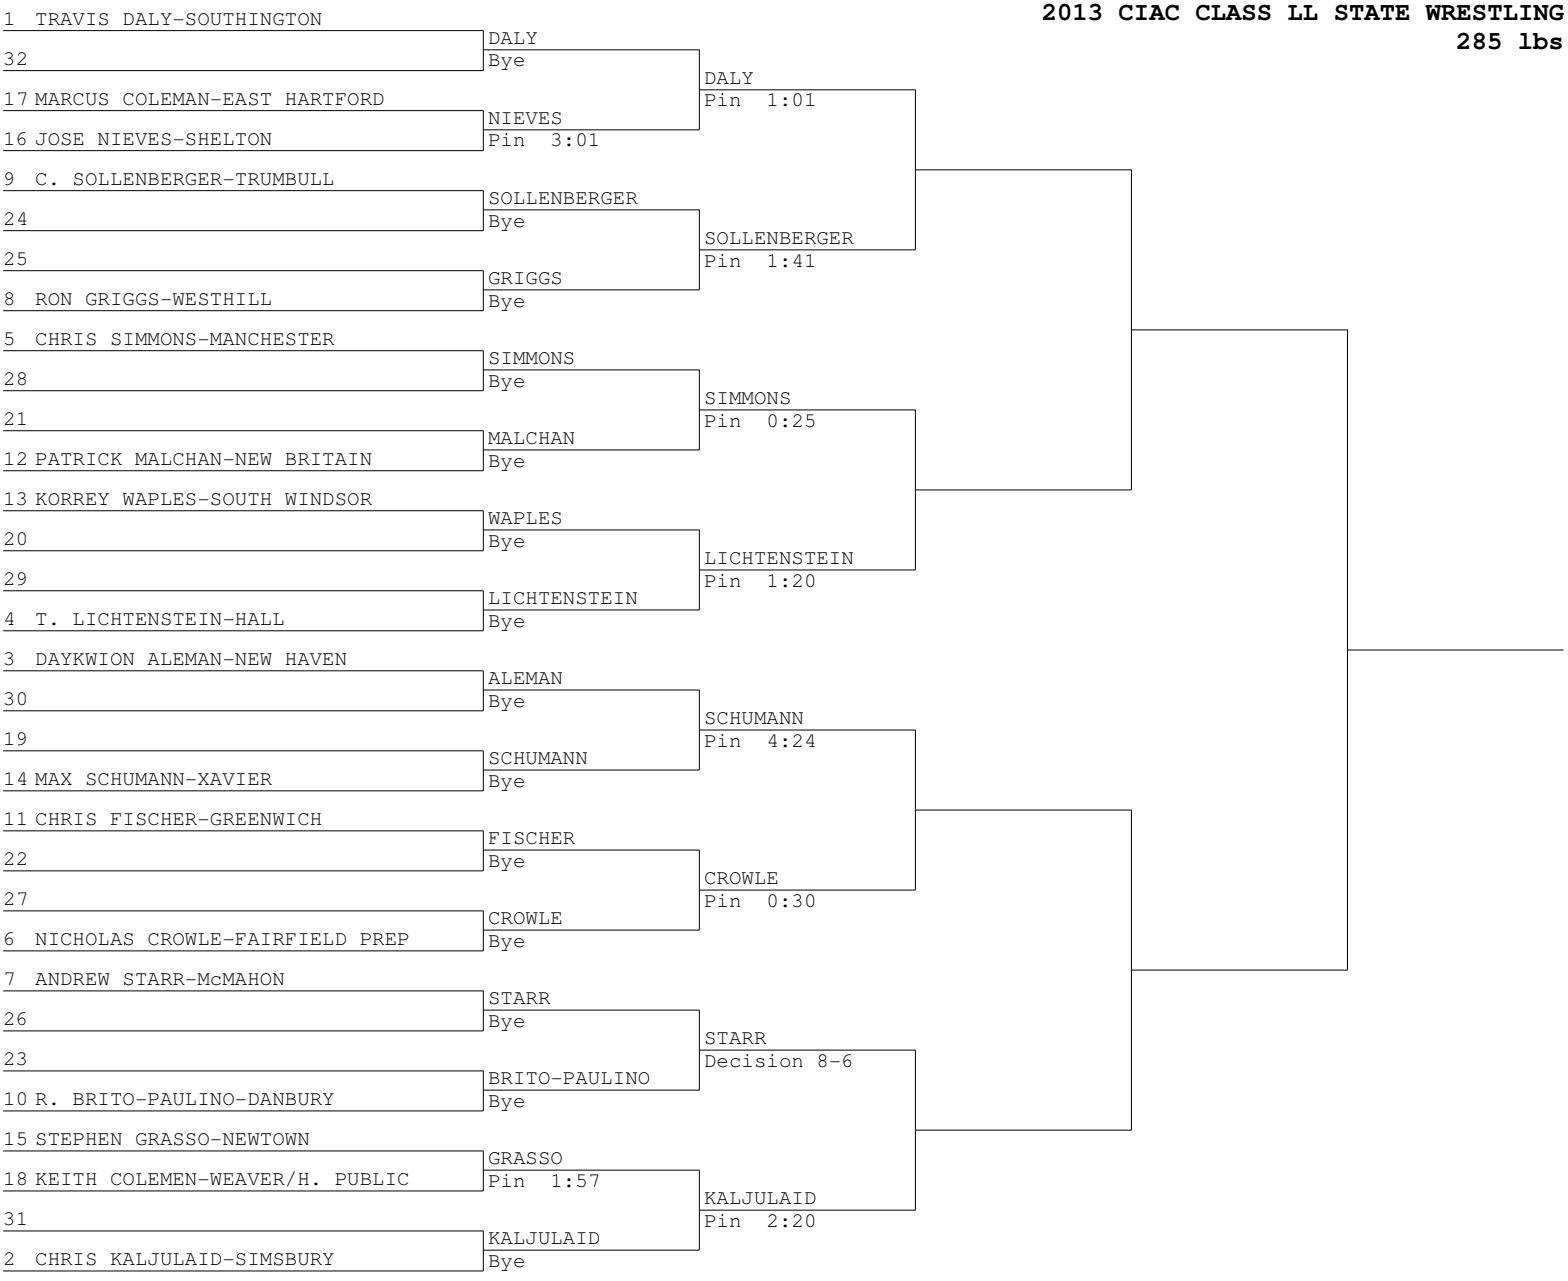 2013 CIAC CLASS LL STATE WRESTLING
285 lbs
1 TRAVIS DALY-SOUTHINGTON
32
17 MARCUS COLEMAN-EAST HARTFORD
16 JOSE NIEVES-SHELTON
9 C. SOLLENBERGER-TRUMBULL
24
25
8 RON GRIGGS-WESTHILL
5 CHRIS SIMMONS-MANCHESTER
28
21
12 PATRICK MALCHAN-NEW BRITAIN
13 KORREY WAPLES-SOUTH WINDSOR
20
29
4 T. LICHTENSTEIN-HALL
3 DAYKWION ALEMAN-NEW HAVEN
30
19
14 MAX SCHUMANN-XAVIER
11 CHRIS FISCHER-GREENWICH
22
27
6 NICHOLAS CROWLE-FAIRFIELD PREP
7 ANDREW STARR-McMAHON
26
23
10 R. BRITO-PAULINO-DANBURY
15 STEPHEN GRASSO-NEWTOWN
18 KEITH COLEMEN-WEAVER/H. PUBLIC
31
2 CHRIS KALJULAID-SIMSBURY
DALY
Bye
NIEVES
Pin 3:01
SOLLENBERGER
Bye
GRIGGS
Bye
SIMMONS
Bye
MALCHAN
Bye
WAPLES
Bye
LICHTENSTEIN
Bye
ALEMAN
Bye
SCHUMANN
Bye
FISCHER
Bye
CROWLE
Bye
STARR
Bye
BRITO-PAULINO
Bye
GRASSO
Pin 1:57
KALJULAID
Bye
DALY
Pin 1:01
SOLLENBERGER
Pin 1:41
SIMMONS
Pin 0:25
LICHTENSTEIN
Pin 1:20
SCHUMANN
Pin 4:24
CROWLE
Pin 0:30
STARR
Decision 8-6
KALJULAID
Pin 2:20